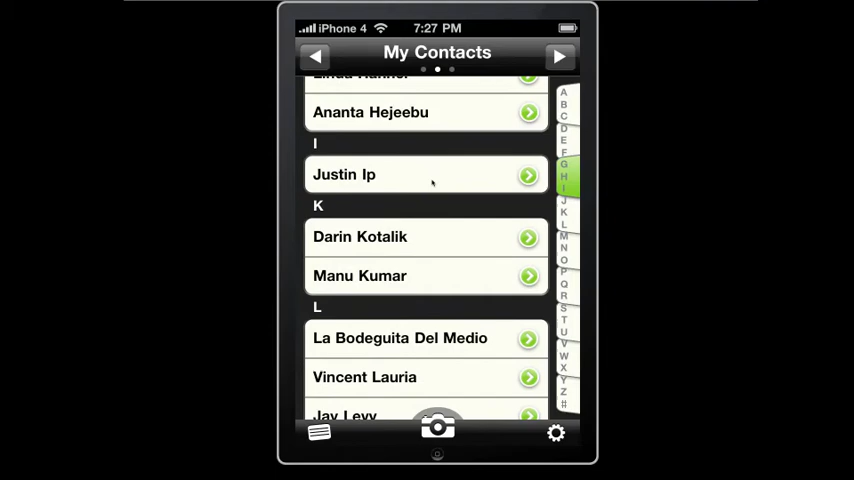 iPhone 4 7:27 PM
My Contacts
Ananta Hejeebu
I
Justin Ip
K
Darin Kotalik
Manu Kumar
L
La Bodeguita Del Medio
Vincent Lauria
Jay Levy
A
B
C
D
E
F
G
H
I
J
K
L
M
N
O
P
Q
R
S
T
U
V
W
X
Y
Z
#